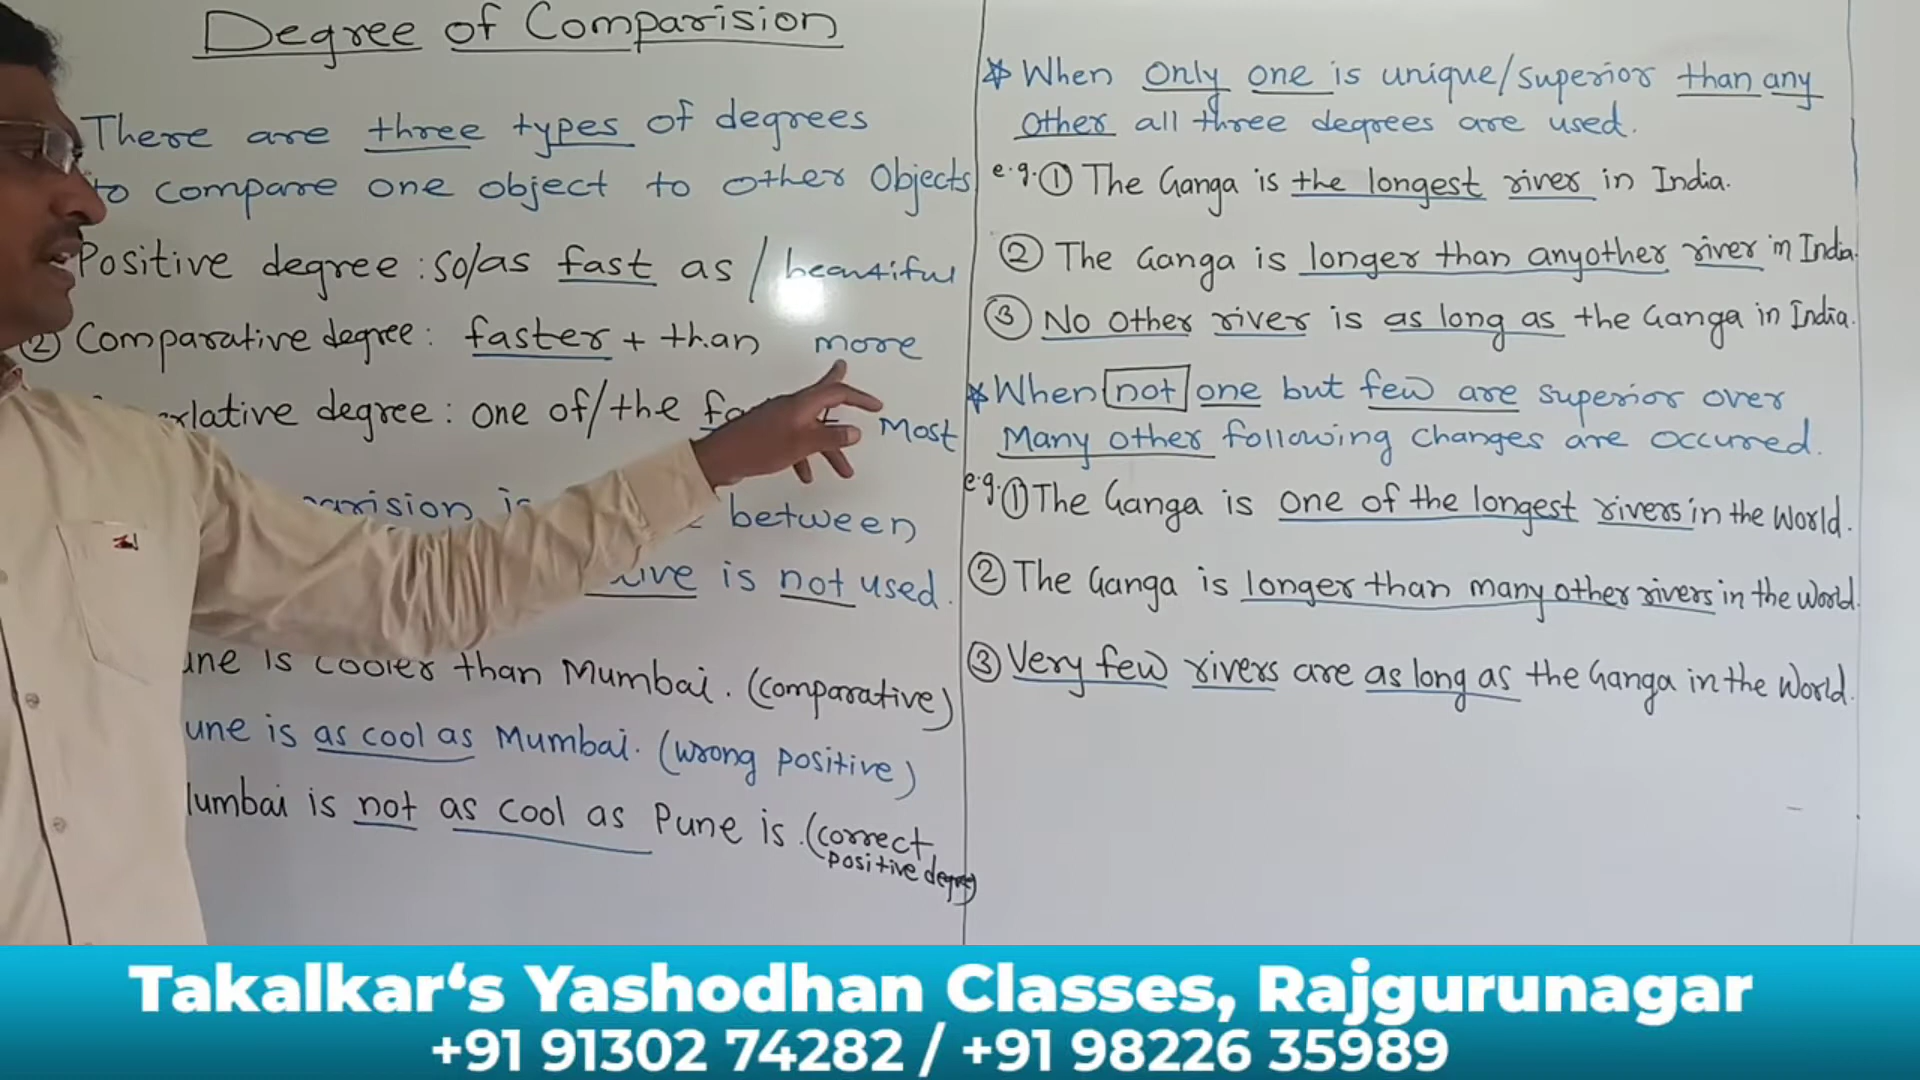 Degree of Comparision
There are three types of degrees
to compare one object to other Objects
Positive degree : so/as fast as / beautiful
(2) Comparative degree : faster + than more
degree : one of/the most
between
is not used.
is cooler than Mumbai. (comparative)
is as cool as Mumbai. (wrong positive)
is not as cool as Pune is. (correct
positive degree)
* When only one is unique/superior than any
other all three degrees are used.
e.g. (1) The Ganga is the longest river in India.
(2) The Ganga is longer than anyother river in India.
(3) No other river is as long as the Ganga in India.
* When not one but few are superior over
Many other following changes are occured.
e.g. (1) The Ganga is one of the longest rivers in the World.
(2) The Ganga is longer than many other rivers in the World.
(3) Very few rivers are as long as the Ganga in the World.
Takalkar‘s Yashodhan Classes, Rajgurunagar
+91 91302 74282 / +91 98226 35989